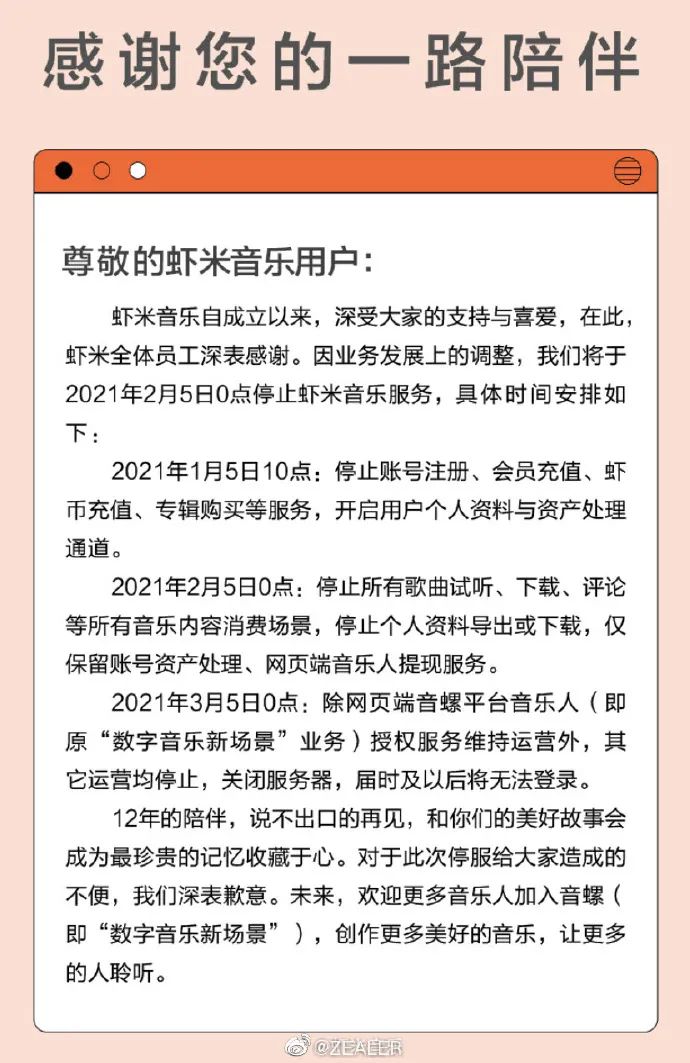 感谢您的一路陪伴
尊敬的虾米音乐用户：
虾米音乐自成立以来，深受大家的支持与喜爱，在此，
虾米全体员工深表感谢。因业务发展上的调整，我们将于
2021年2月5日0点停止虾米音乐服务，具体时间安排如
下：
2021年1月5日10点：停止账号注册、会员充值、虾
币充值、专辑购买等服务，开启用户个人资料与资产处理
通道。
2021年2月5日0点：停止所有歌曲试听、下载、评论
等所有音乐内容消费场景，停止个人资料导出或下载，仅
保留账号资产处理、网页端音乐人提现服务。
2021年3月5日0点：除网页端音螺平台音乐人（即
原“数字音乐新场景”业务）授权服务维持运营外，其
它运营均停止，关闭服务器，届时及以后将无法登录。
12年的陪伴，说不出口的再见，和你们的美好故事会
成为最珍贵的记忆收藏于心。对于此次停服给大家造成的
不便，我们深表歉意。未来，欢迎更多音乐人加入音螺（
即“数字音乐新场景”），创作更多美好的音乐，让更多
的人聆听。
@ZEALER